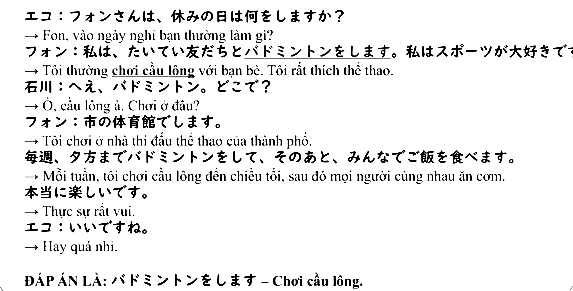 エコ：フォンさんは、休みの日は何をしますか？
→ Fon, vào ngày nghỉ bạn thường làm gì?
フォン：私は、たいてい友だちとバドミントンをします。私はスポーツが大好きです
→ Tôi thường chơi cầu lông với bạn bè. Tôi rất thích thể thao.
石川：へえ、バドミントン。どこで？
→ Ồ, cầu lông à. Chơi ở đâu?
フォン：市の体育館でします。
→ Tôi chơi ở nhà thi đấu thể thao của thành phố.
毎週、夕方までバドミントンをして、そのあと、みんなでご飯を食べます。
→ Mỗi tuần, tôi chơi cầu lông đến chiều tối, sau đó mọi người cùng nhau ăn cơm.
本当に楽しいです。
→ Thực sự rất vui.
エコ：いいですね。
→ Hay quá nhỉ.
ĐÁP ÁN LÀ: バドミントンをします – Chơi cầu lông.